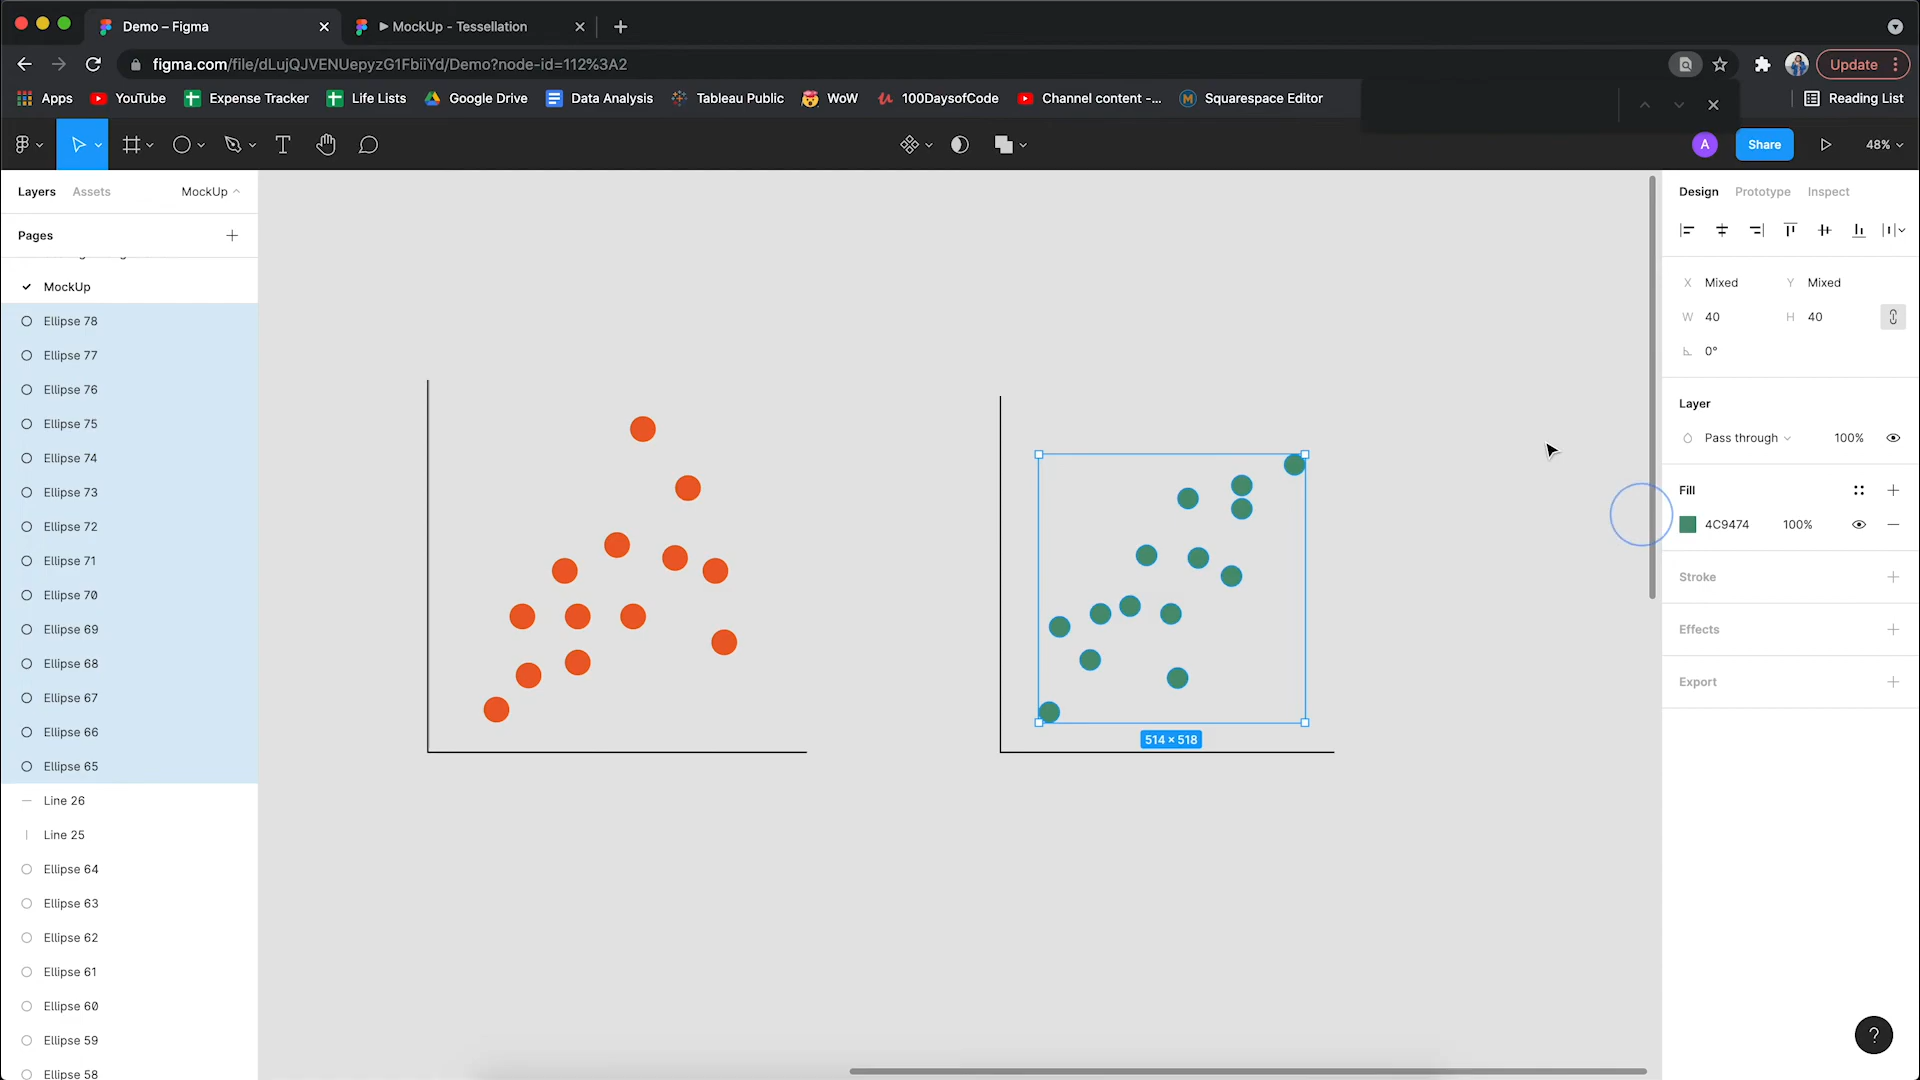 Demo – Figma
MockUp - Tessellation
figma.com/file/dLujQJVENUepyzG1FbiiYd/Demo?node-id=112%3A2
Update
Apps YouTube Expense Tracker Life Lists Google Drive Data Analysis Tableau Public WoW 100DaysofCode Channel content -... Squarespace Editor Reading List
A
Share
48%
Layers Assets MockUp
Pages
MockUp
Ellipse 78
Ellipse 77
Ellipse 76
Ellipse 75
Ellipse 74
Ellipse 73
Ellipse 72
Ellipse 71
Ellipse 70
Ellipse 69
Ellipse 68
Ellipse 67
Ellipse 66
Ellipse 65
Line 26
Line 25
Ellipse 64
Ellipse 63
Ellipse 62
Ellipse 61
Ellipse 60
Ellipse 59
Ellipse 58
514 × 518
Design Prototype Inspect
X Mixed Y Mixed
W 40 H 40
0°
Layer
Pass through 100%
Fill
4C9474 100%
Stroke
Effects
Export
?